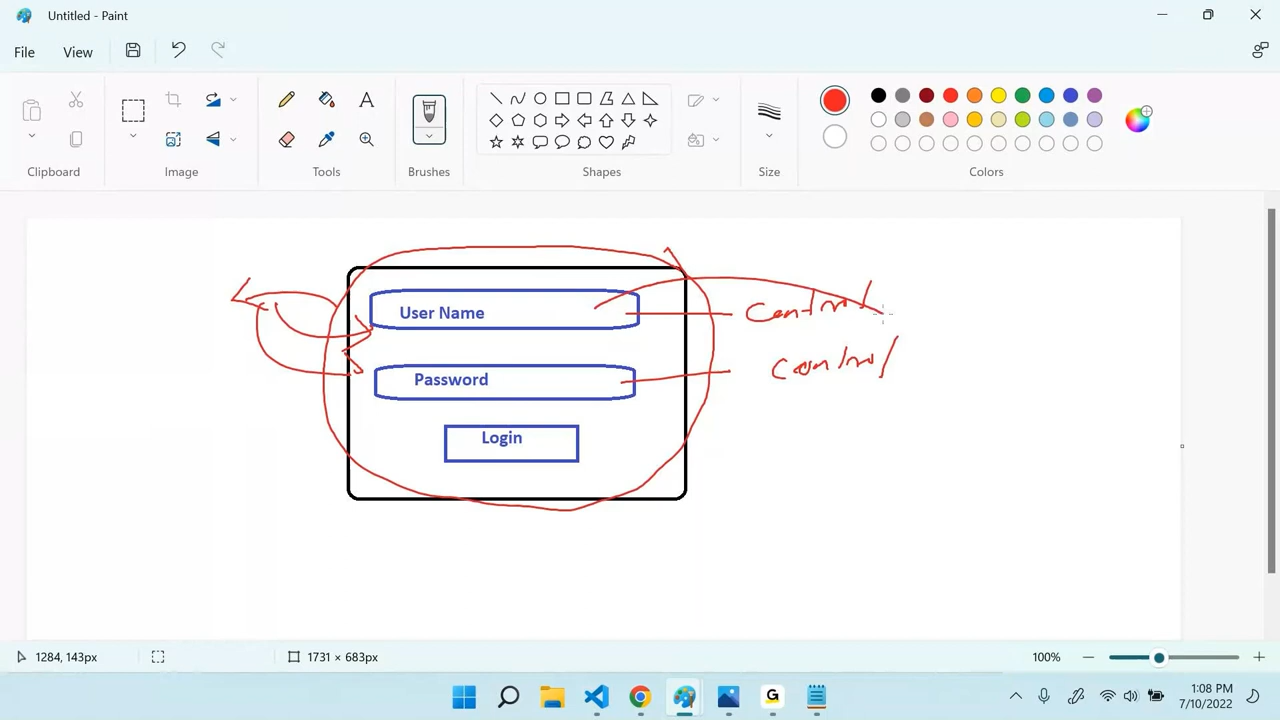 Untitled - Paint
File View
Clipboard
Image
Tools
Brushes
Shapes
Size
Colors
User Name
control
Password
control
Login
1284, 143px
1731 × 683px
100%
G
1:08 PM
7/10/2022